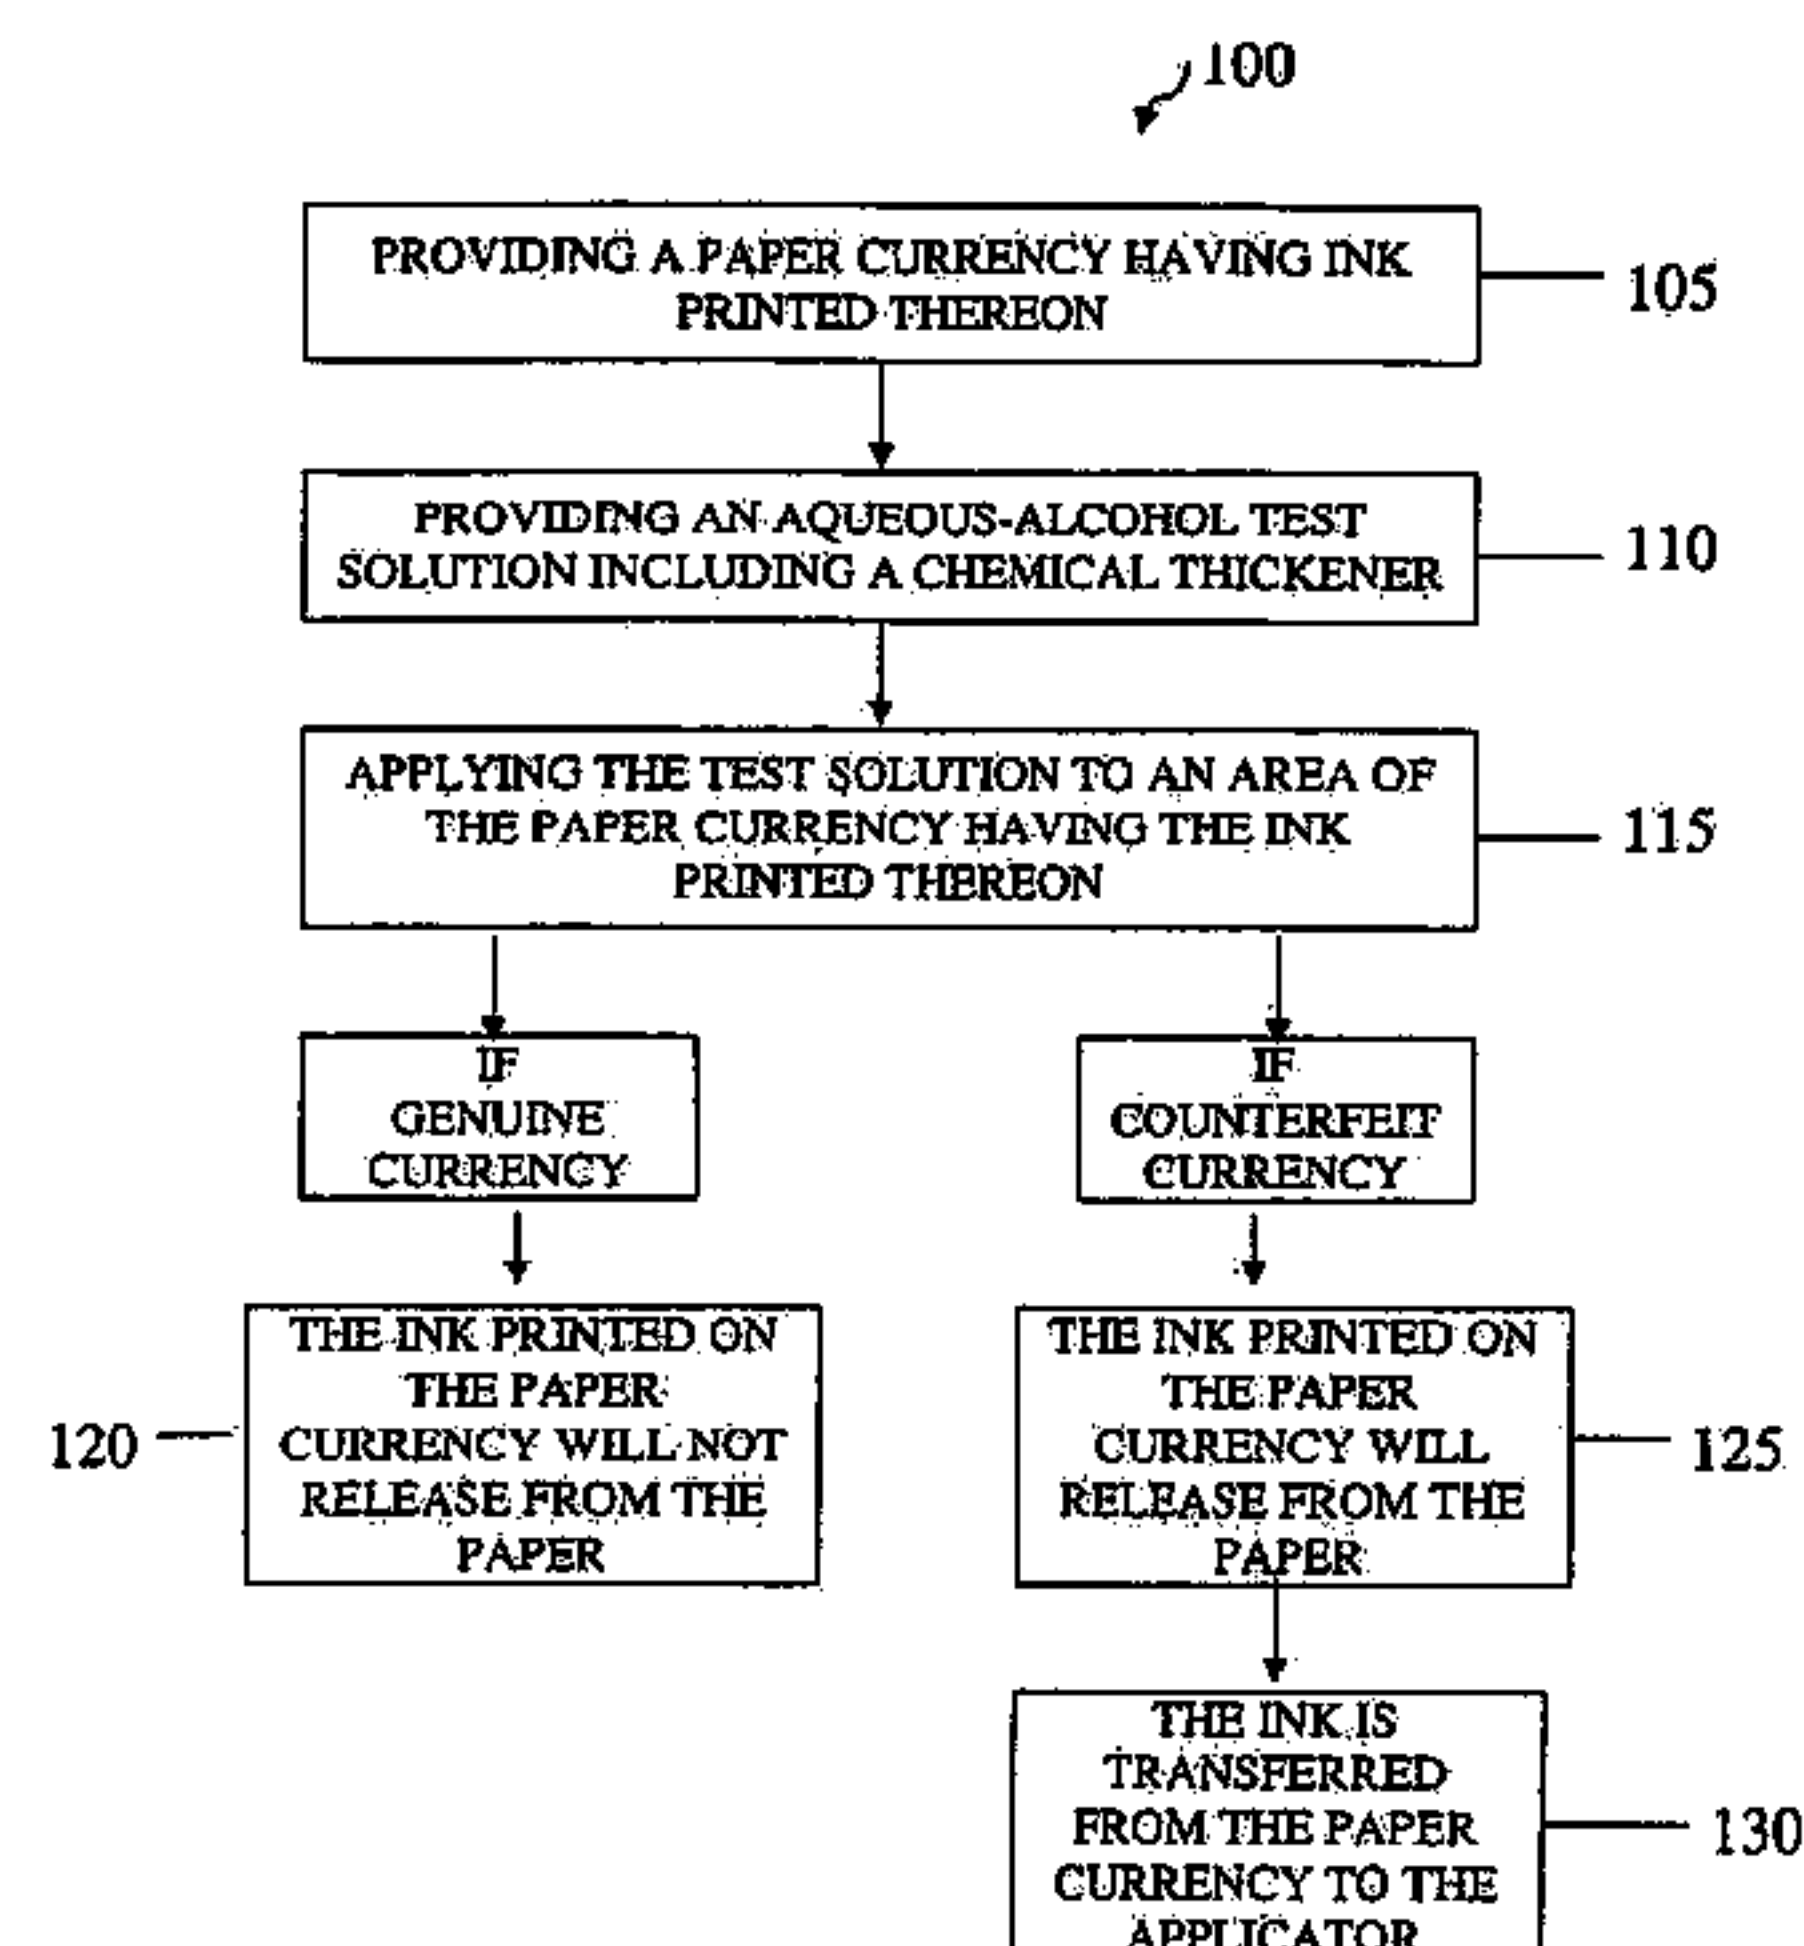 100
PROVIDING A PAPER CURRENCY HAVING INK
PRINTED THEREON
105
PROVIDING AN AQUEOUS-ALCOHOL TEST
SOLUTION INCLUDING A CHEMICAL THICKENER
110
APPLYING THE TEST SOLUTION TO AN AREA OF
THE PAPER CURRENCY HAVING THE INK
PRINTED THEREON
115
IF
GENUINE
CURRENCY
IF
COUNTERFEIT
CURRENCY
120
THE INK PRINTED ON
THE PAPER
CURRENCY WILL NOT
RELEASE FROM THE
PAPER
THE INK PRINTED ON
THE PAPER
CURRENCY WILL
RELEASE FROM THE
PAPER
125
THE INK IS
TRANSFERRED
FROM THE PAPER
CURRENCY TO THE
APPLICATOR
130